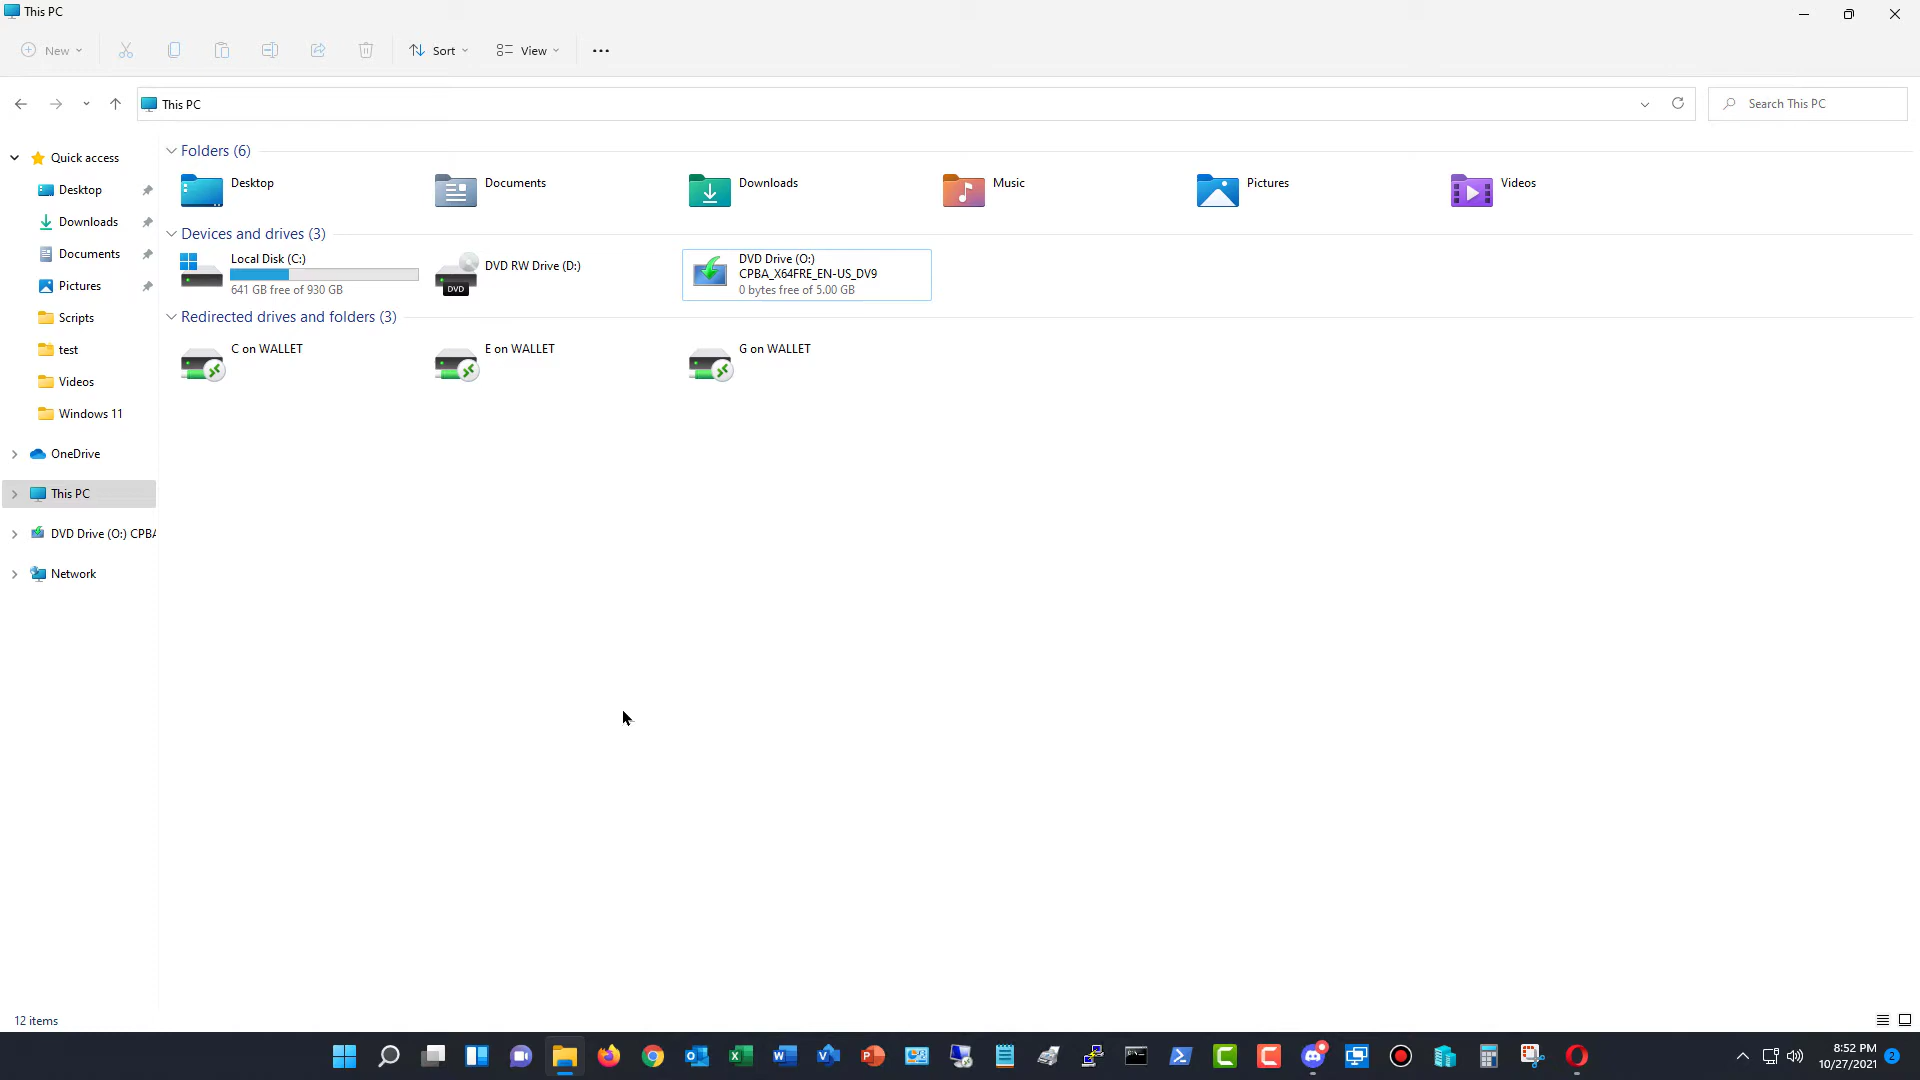 This PC
New
Sort
View
This PC
Search This PC
Quick access
Desktop
Downloads
Documents
Pictures
Scripts
test
Videos
Windows 11
OneDrive
This PC
DVD Drive (O:) CPBA
Network
Folders (6)
Desktop
Documents
Downloads
Music
Pictures
Videos
Devices and drives (3)
Local Disk (C:)
641 GB free of 930 GB
DVD RW Drive (D:)
DVD
DVD Drive (O:)
CPBA_X64FRE_EN-US_DV9
0 bytes free of 5.00 GB
Redirected drives and folders (3)
C on WALLET
E on WALLET
G on WALLET
12 items
8:52 PM
10/27/2021
2